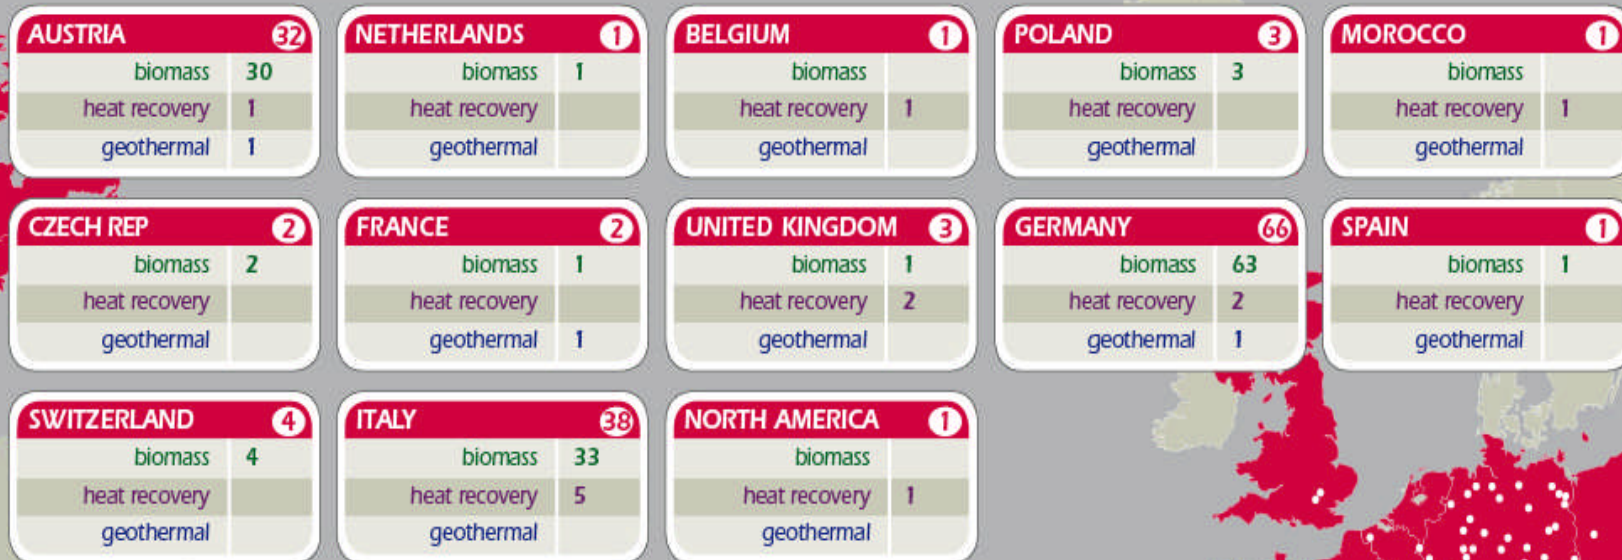 AUSTRIA 32
biomass 30
heat recovery 1
geothermal 1
NETHERLANDS 1
biomass 1
heat recovery
geothermal
BELGIUM 1
biomass
heat recovery 1
geothermal
POLAND 3
biomass 3
heat recovery
geothermal
MOROCCO 1
biomass
heat recovery 1
geothermal
CZECH REP 2
biomass 2
heat recovery
geothermal
FRANCE 2
biomass 1
heat recovery
geothermal 1
UNITED KINGDOM 3
biomass 1
heat recovery 2
geothermal
GERMANY 66
biomass 63
heat recovery 2
geothermal 1
SPAIN 1
biomass 1
heat recovery
geothermal
SWITZERLAND 4
biomass 4
heat recovery
geothermal
ITALY 38
biomass 33
heat recovery 5
geothermal
NORTH AMERICA 1
biomass
heat recovery 1
geothermal